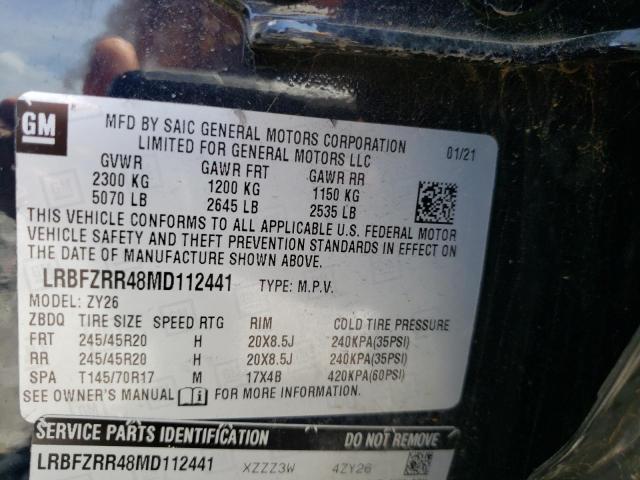 GM
MFD BY SAIC GENERAL MOTORS CORPORATION
LIMITED FOR GENERAL MOTORS LLC
01/21
GVWR GAWR FRT GAWR RR
2300 KG 1200 KG 1150 KG
5070 LB 2645 LB 2535 LB
THIS VEHICLE CONFORMS TO ALL APPLICABLE U.S. FEDERAL MOTOR
VEHICLE SAFETY AND THEFT PREVENTION STANDARDS IN EFFECT ON
THE DATE OF MANUFACTURE SHOWN ABOVE.
LRBFZRR48MD112441 TYPE: M.P.V.
MODEL: ZY26
ZBDQ TIRE SIZE SPEED RTG RIM COLD TIRE PRESSURE
FRT 245/45R20 H 20X8.5J 240KPA(35PSI)
RR 245/45R20 H 20X8.5J 240KPA(35PSI)
SPA T145/70R17 M 17X4B 420KPA(60PSI)
SEE OWNER'S MANUAL i FOR MORE INFORMATION.
SERVICE PARTS IDENTIFICATION DO NOT REMOVE
LRBFZRR48MD112441 XZZZ3W 4ZY26